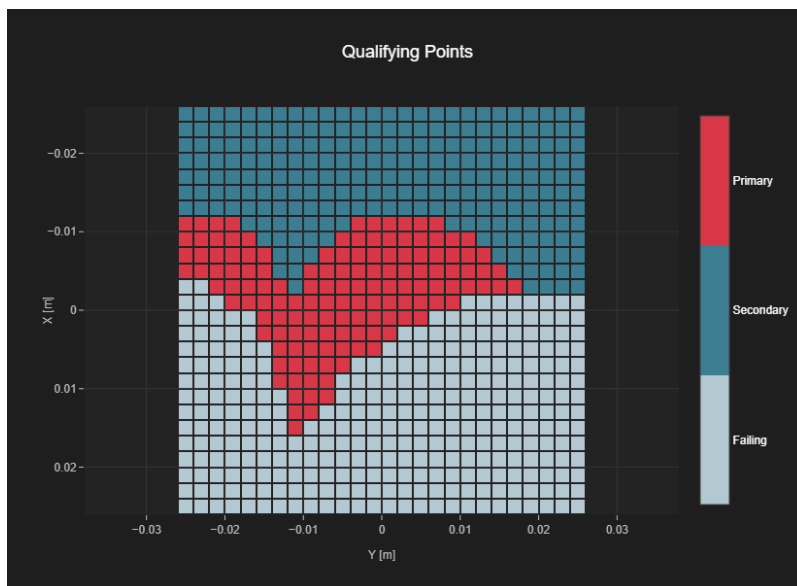 Qualifying Points
−0.02
−0.01
0
0.01
0.02
X [m]
−0.03
−0.02
−0.01
0
0.01
0.02
0.03
Y [m]
Primary
Secondary
Failing